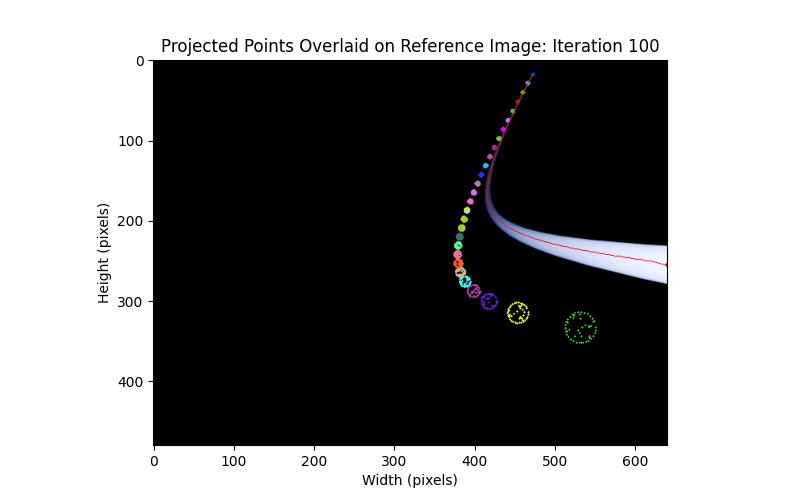 Projected Points Overlaid on Reference Image: Iteration 100
0
100
200
300
400
Height (pixels)
0 100 200 300 400 500 600
Width (pixels)